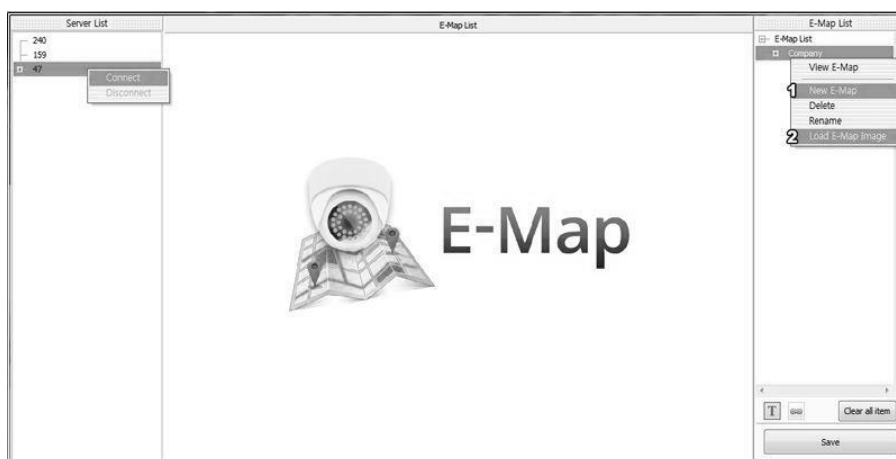 Server List
240
159
47
Connect
Disconnect
E-Map List
E-Map
E-Map List
E-Map List
Company
View E-Map
1 New E-Map
Delete
Rename
2 Load E-Map Image
T
Clear all item
Save